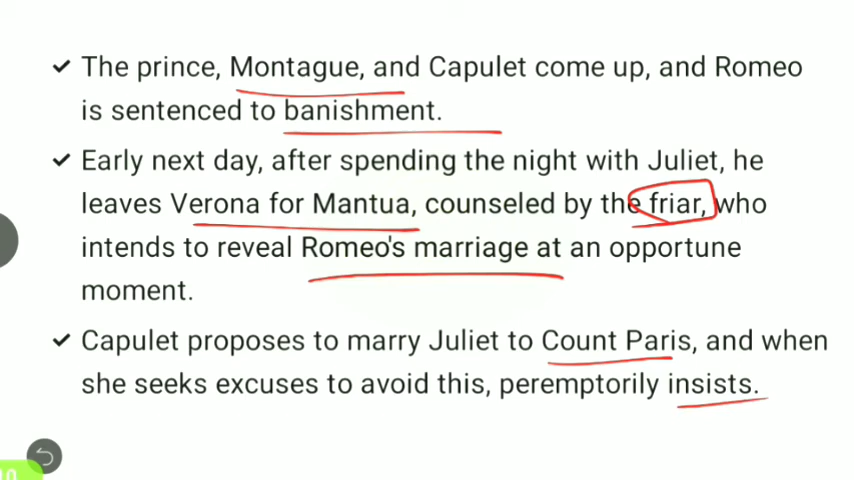 ✓ The prince, Montague, and Capulet come up, and Romeo
is sentenced to banishment.
✓ Early next day, after spending the night with Juliet, he
leaves Verona for Mantua, counseled by the friar, who
intends to reveal Romeo's marriage at an opportune
moment.
✓ Capulet proposes to marry Juliet to Count Paris, and when
she seeks excuses to avoid this, peremptorily insists.